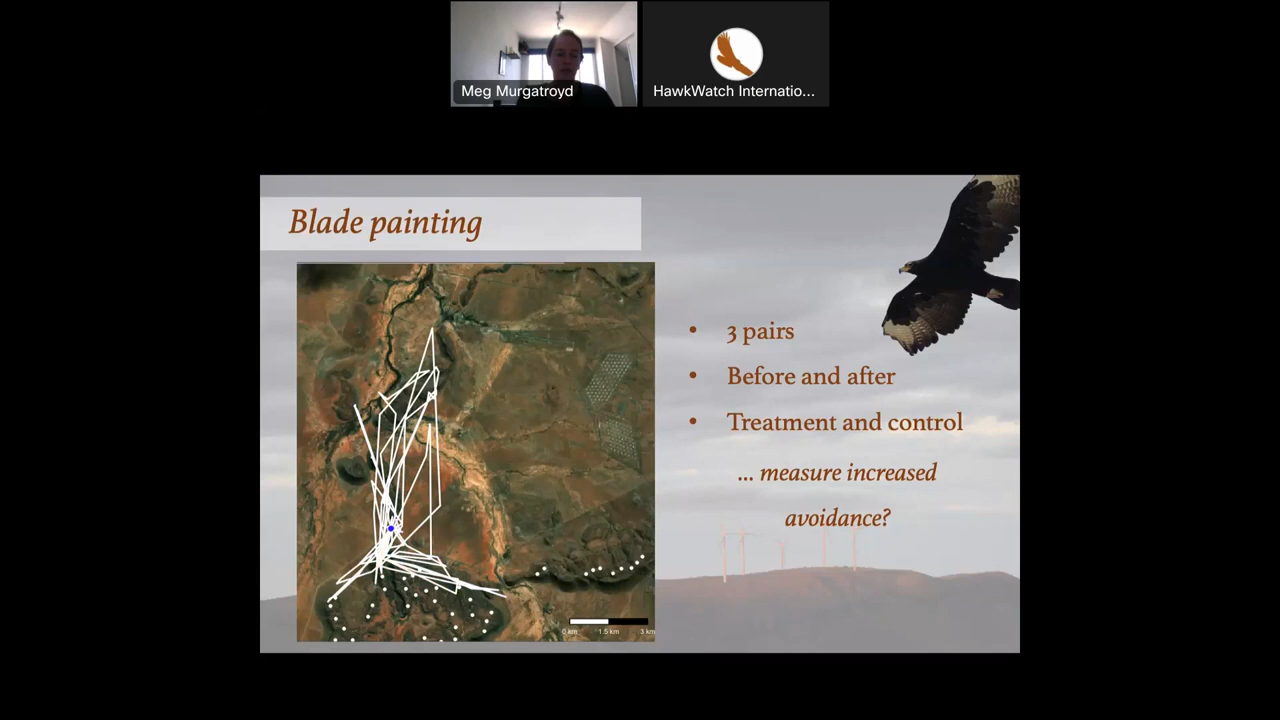 Meg Murgatroyd
HawkWatch Internatio...
Blade painting
• 3 pairs
• Before and after
• Treatment and control
... measure increased
avoidance?
0 km 1.5 km 3 km